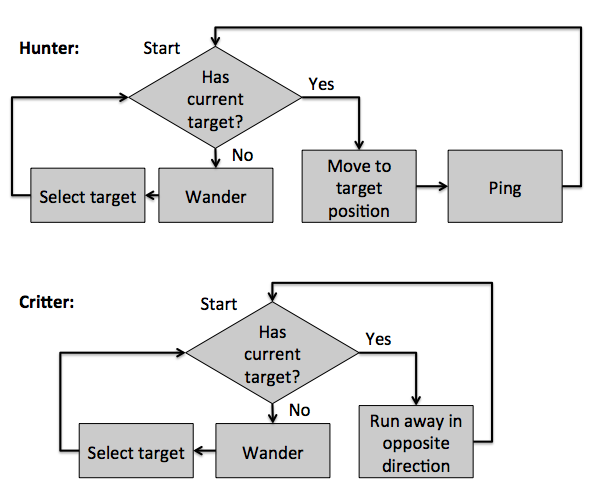 Hunter:
Start
Has
current
target?
Yes
No
Select target
Wander
Move to
target
position
Ping
Critter:
Start
Has
current
target?
Yes
No
Select target
Wander
Run away in
opposite
direction